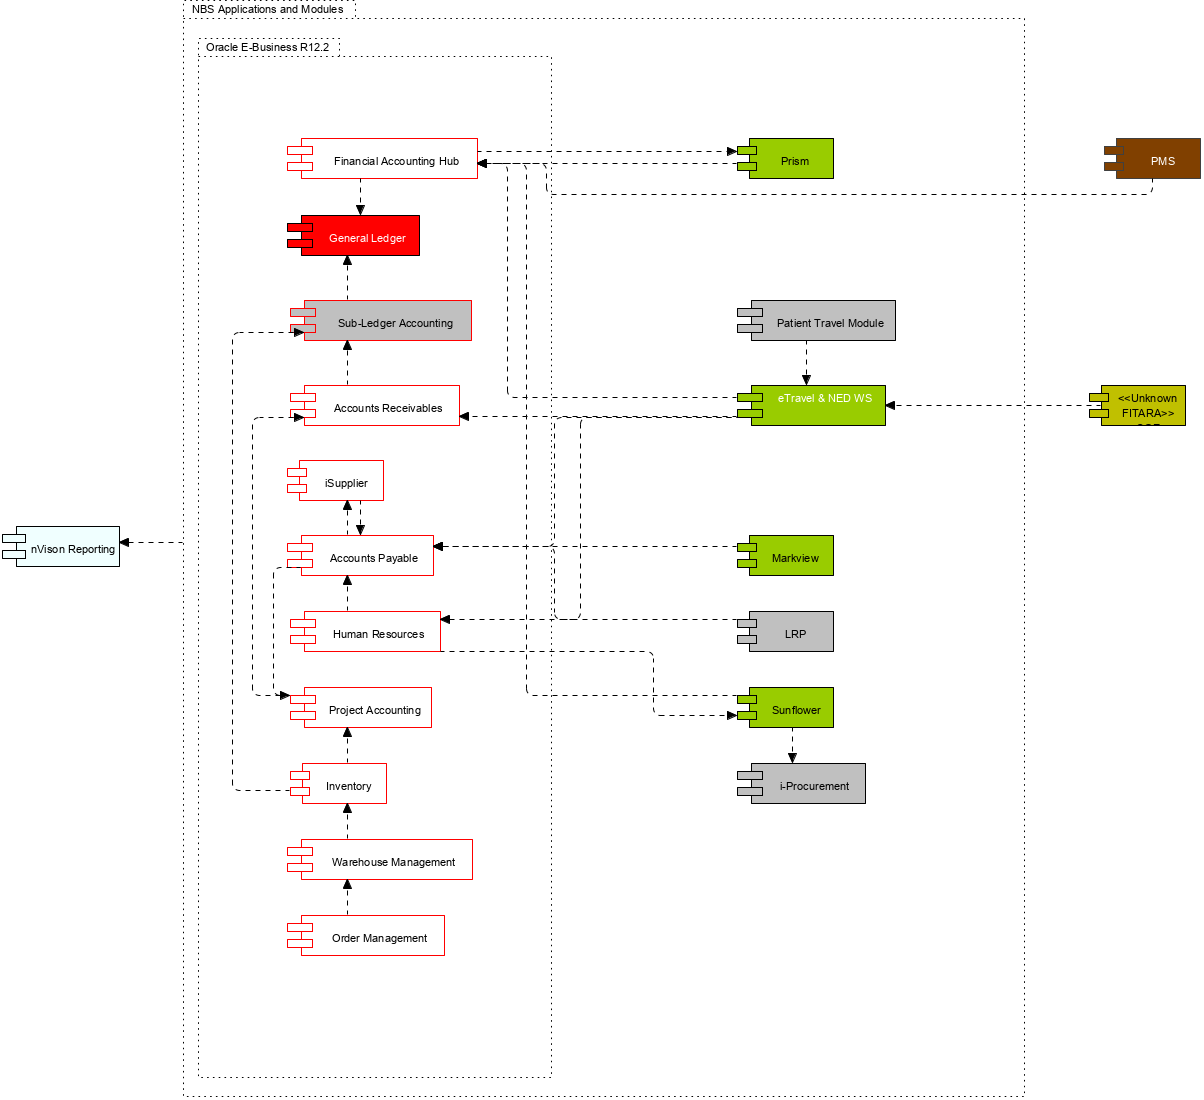 NBS Applications and Modules
Oracle E-Business R12.2
Financial Accounting Hub
Prism
PMS
General Ledger
Sub-Ledger Accounting
Patient Travel Module
Accounts Receivables
eTravel & NED WS
<<Unknown
FITARA>>
iSupplier
nVison Reporting
Accounts Payable
Markview
Human Resources
LRP
Project Accounting
Sunflower
Inventory
i-Procurement
Warehouse Management
Order Management